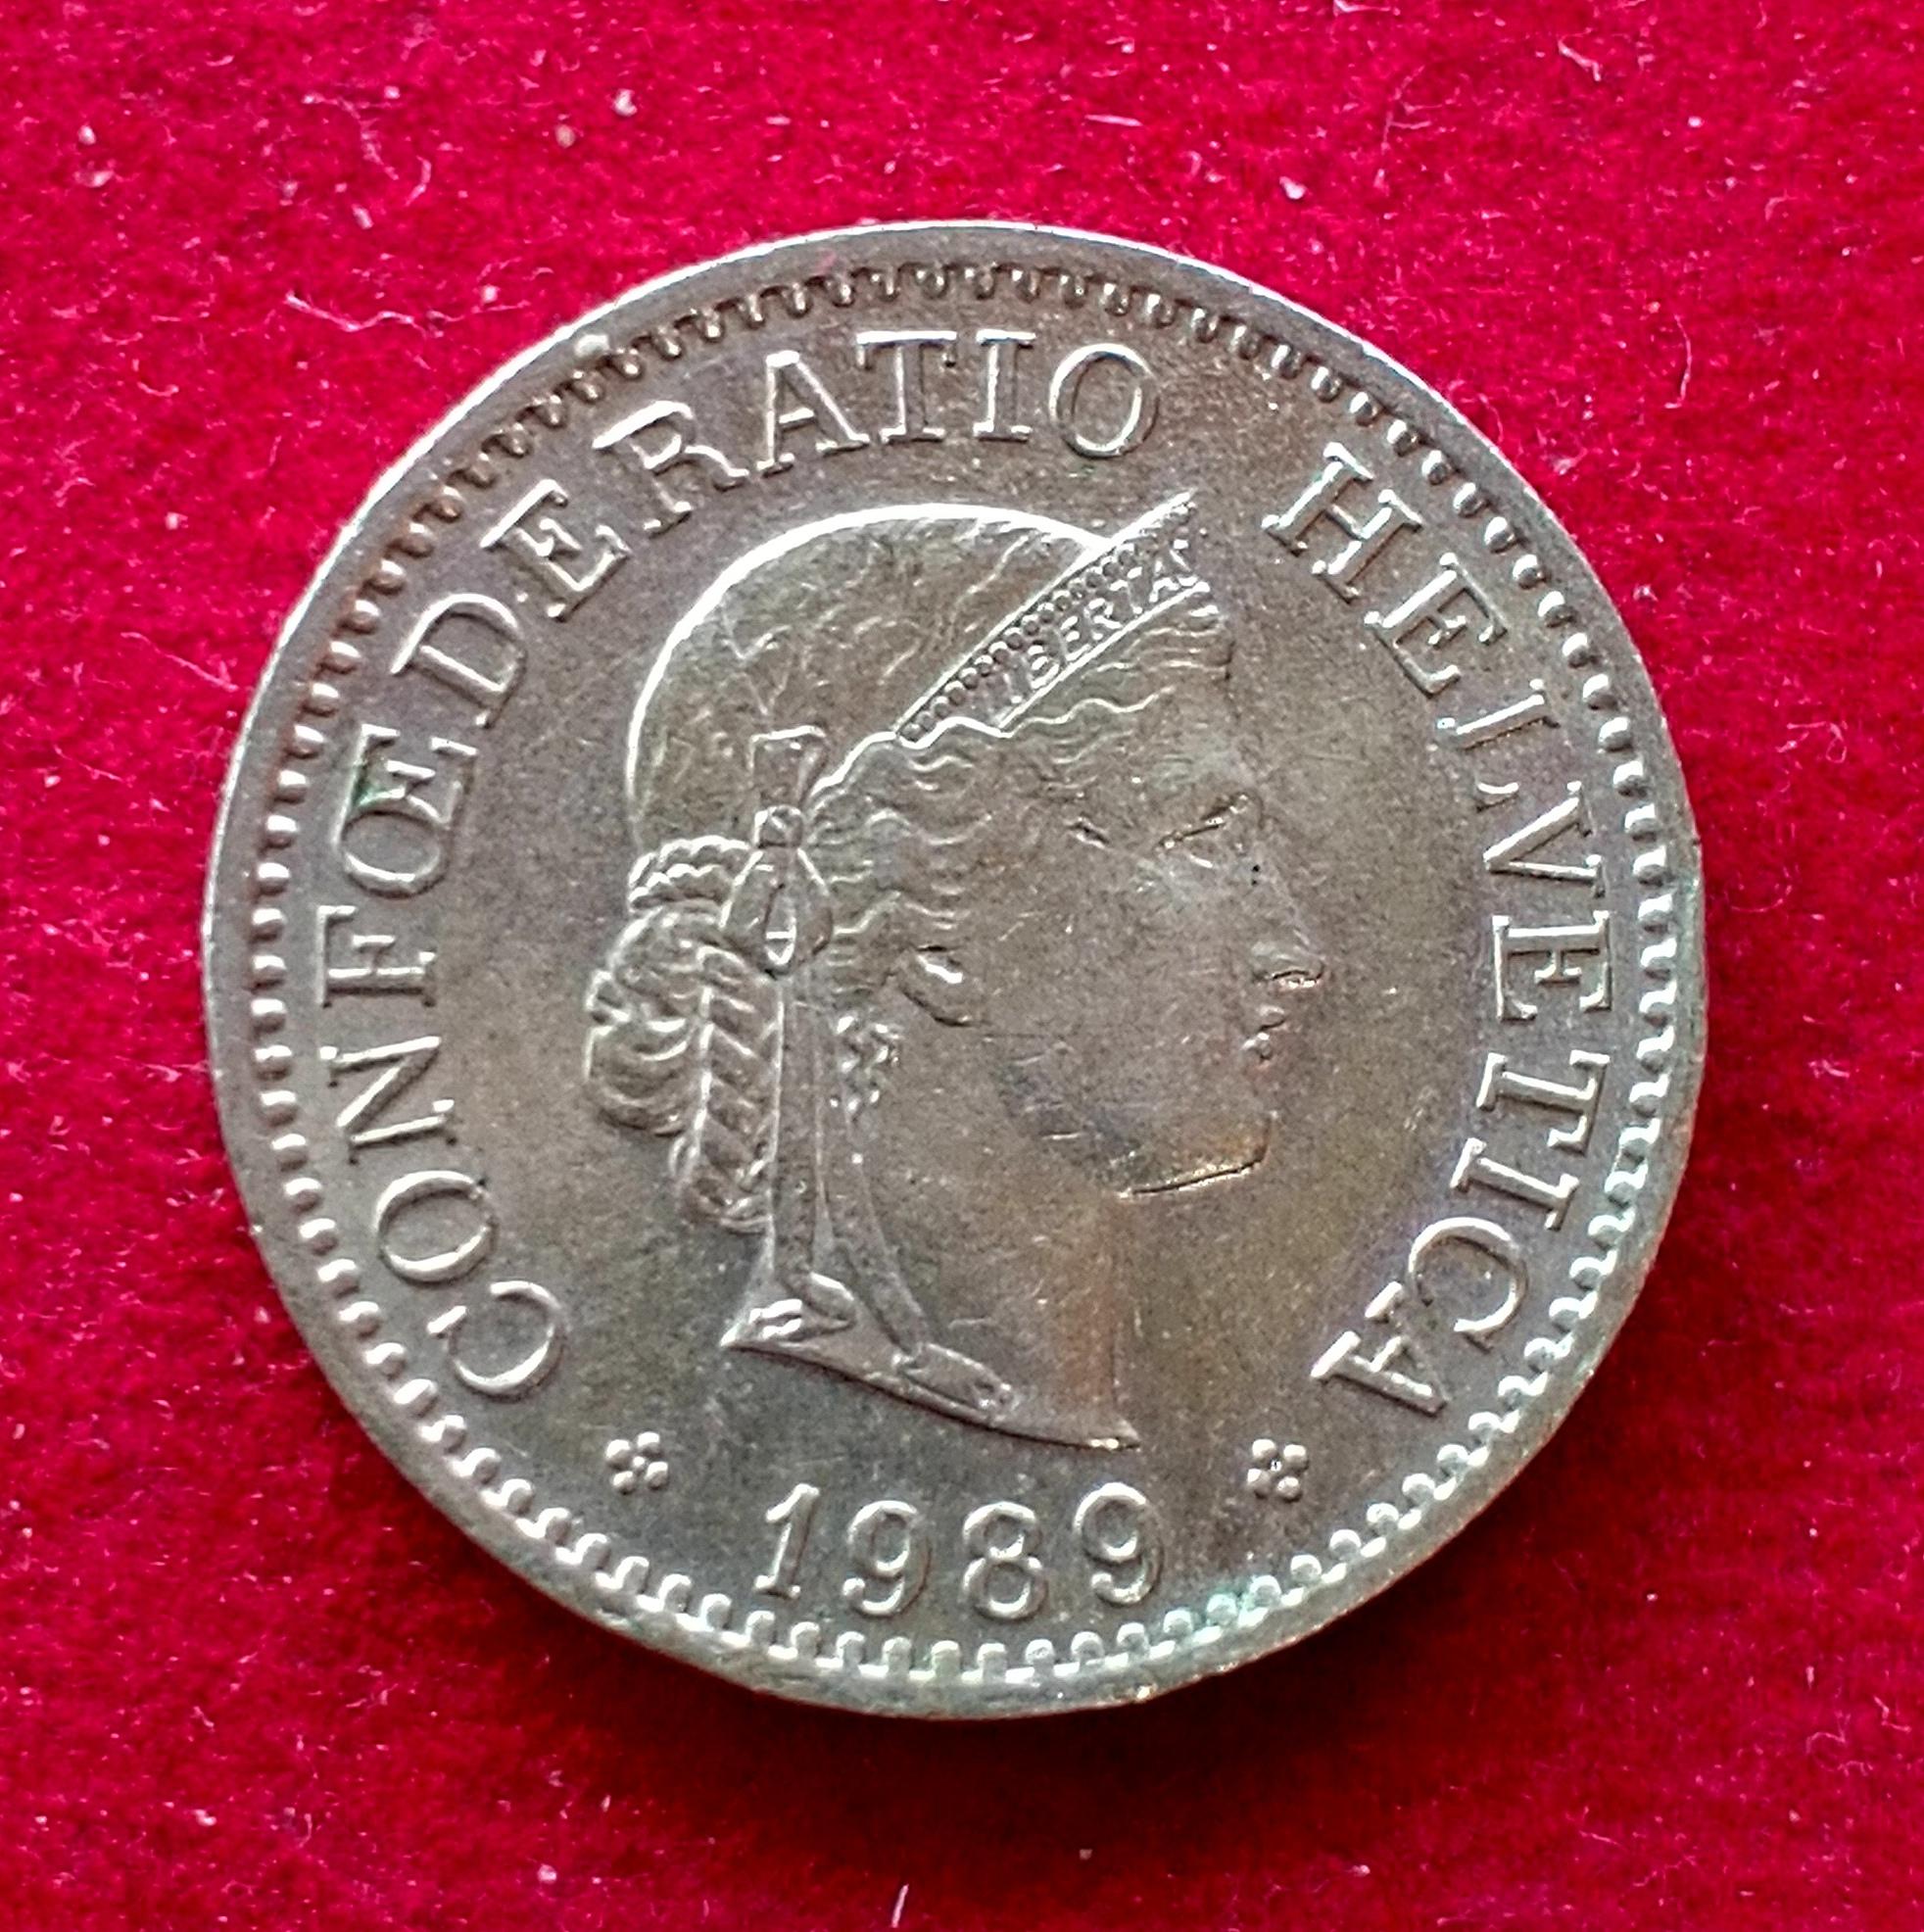 CONFŒDERATIO HELVETICA
LIBERTAS
1989